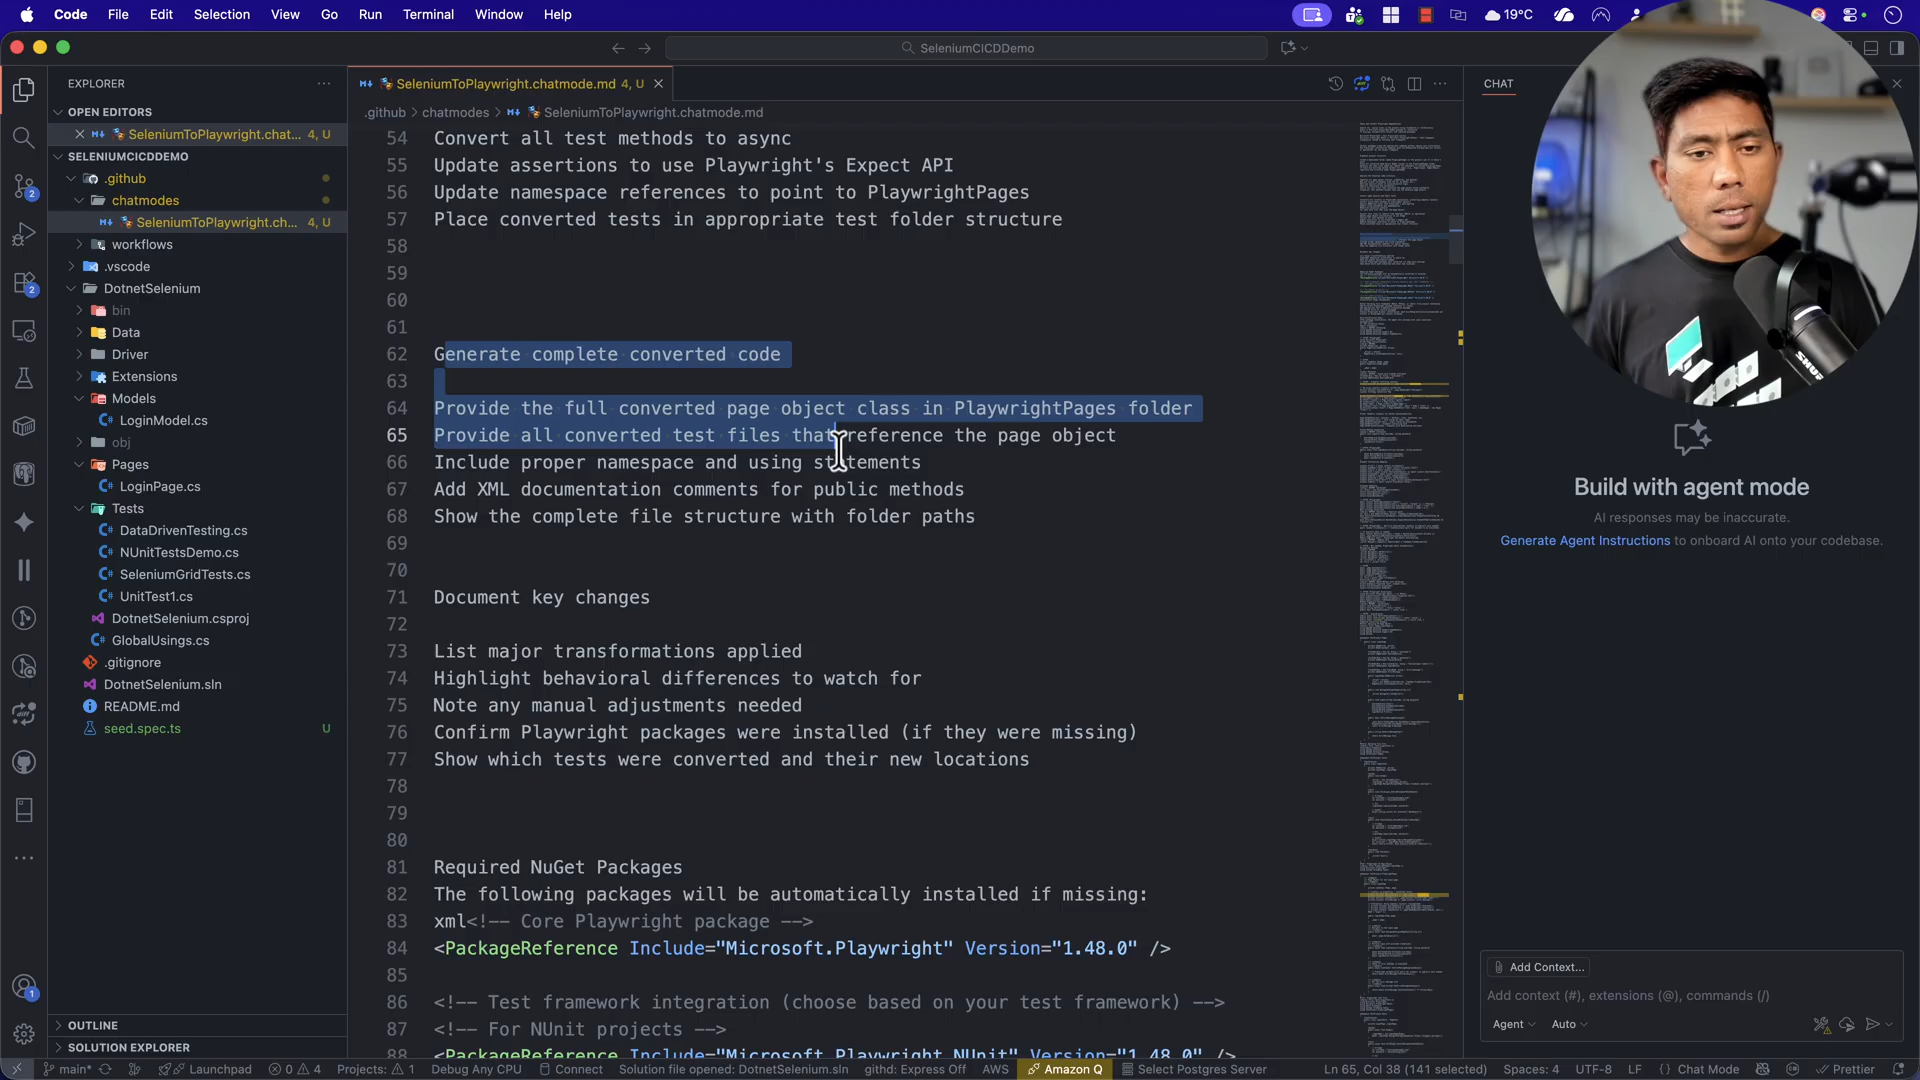 Code File Edit Selection View Go Run Terminal Window Help
19°C
SeleniumCICDDemo
EXPLORER
OPEN EDITORS
SeleniumToPlaywright.chat... 4, U
SELENIUMCICDDEMO
.github
chatmodes
SeleniumToPlaywright.ch... 4, U
workflows
.vscode
DotnetSelenium
bin
Data
Driver
Extensions
Models
LoginModel.cs
obj
Pages
LoginPage.cs
Tests
DataDrivenTesting.cs
NUnitTestsDemo.cs
SeleniumGridTests.cs
UnitTest1.cs
DotnetSelenium.csproj
GlobalUsings.cs
.gitignore
DotnetSelenium.sln
README.md
seed.spec.ts U
OUTLINE
SOLUTION EXPLORER
2
2
1
SeleniumToPlaywright.chatmode.md 4, U
.github > chatmodes > SeleniumToPlaywright.chatmode.md
54 Convert all test methods to async
55 Update assertions to use Playwright's Expect API
56 Update namespace references to point to PlaywrightPages
57 Place converted tests in appropriate test folder structure
58
59
60
61
62 Generate complete converted code
63
64 Provide the full converted page object class in PlaywrightPages folder
65 Provide all converted test files that reference the page object
66 Include proper namespace and using statements
67 Add XML documentation comments for public methods
68 Show the complete file structure with folder paths
69
70
71 Document key changes
72
73 List major transformations applied
74 Highlight behavioral differences to watch for
75 Note any manual adjustments needed
76 Confirm Playwright packages were installed (if they were missing)
77 Show which tests were converted and their new locations
78
79
80
81 Required NuGet Packages
82 The following packages will be automatically installed if missing:
83 xml<!-- Core Playwright package -->
84 <PackageReference Include="Microsoft.Playwright" Version="1.48.0" />
85
86 <!-- Test framework integration (choose based on your test framework) -->
87 <!-- For NUnit projects -->
88 <PackageReference Include="Microsoft.Playwright.NUnit" Version="1.48.0" />
CHAT
SHURE
Build with agent mode
AI responses may be inaccurate.
Generate Agent Instructions to onboard AI onto your codebase.
Add Context...
Add context (#), extensions (@), commands (/)
Agent Auto
main* Launchpad 0 4 Projects: 1 Debug Any CPU Connect Solution file opened: DotnetSelenium.sln githd: Express Off AWS Amazon Q Select Postgres Server Ln 65, Col 38 (141 selected) Spaces: 4 UTF-8 LF {} Chat Mode Prettier